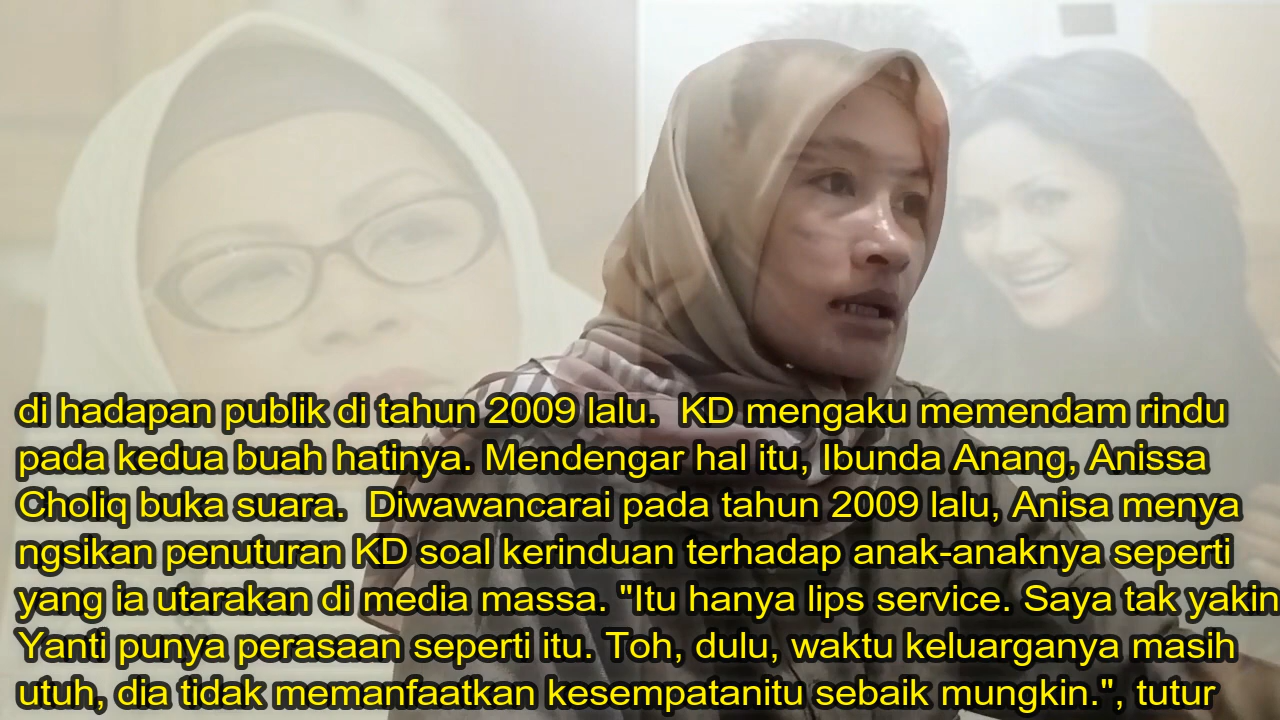 di hadapan publik di tahun 2009 lalu.  KD mengaku memendam rindu
pada kedua buah hatinya. Mendengar hal itu, Ibunda Anang, Anissa
Choliq buka suara.  Diwawancarai pada tahun 2009 lalu, Anisa menya
ngsikan penuturan KD soal kerinduan terhadap anak-anaknya seperti
yang ia utarakan di media massa. "Itu hanya lips service. Saya tak yakin
Yanti punya perasaan seperti itu. Toh, dulu, waktu keluarganya masih
utuh, dia tidak memanfaatkan kesempatanitu sebaik mungkin.", tutur